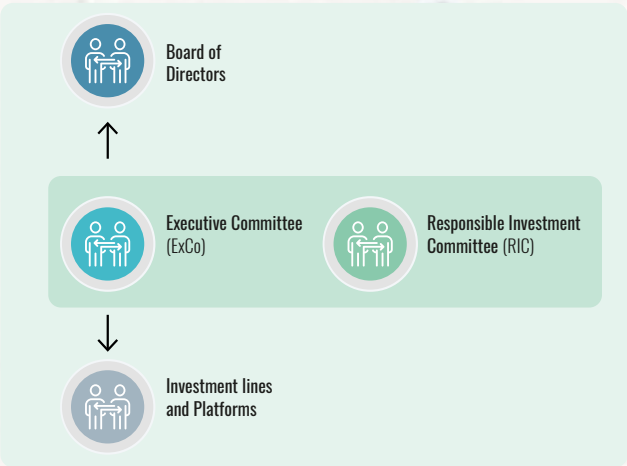 Board of
Directors
Executive Committee
(ExCo)
Responsible Investment
Committee (RIC)
Investment lines
and Platforms